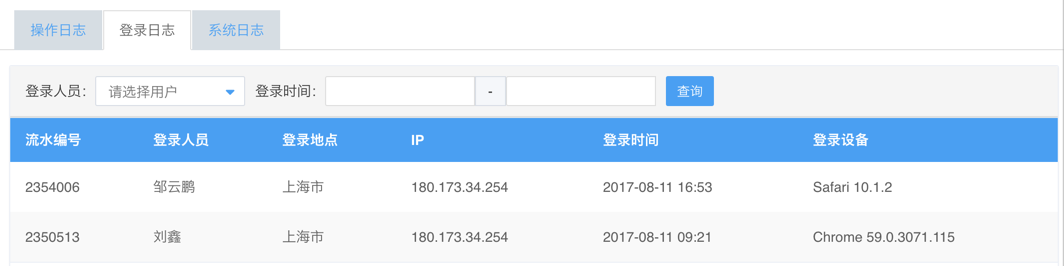 操作日志 登录日志 系统日志
登录人员: 请选择用户 登录时间: - 查询
流水编号 登录人员 登录地点 IP 登录时间 登录设备
2354006 邹云鹏 上海市 180.173.34.254 2017-08-11 16:53 Safari 10.1.2
2350513 刘鑫 上海市 180.173.34.254 2017-08-11 09:21 Chrome 59.0.3071.115